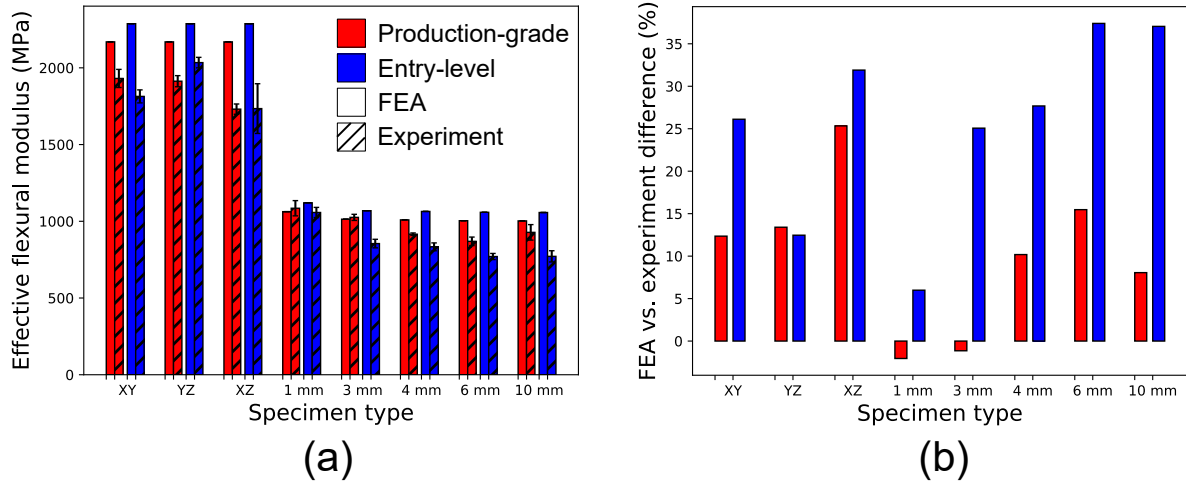 Effective flexural modulus (MPa)
2000
1500
1000
500
0
Production-grade
Entry-level
FEA
Experiment
XY YZ XZ 1 mm 3 mm 4 mm 6 mm 10 mm
Specimen type
(a)
FEA vs. experiment difference (%)
35
30
25
20
15
10
5
0
XY YZ XZ 1 mm 3 mm 4 mm 6 mm 10 mm
Specimen type
(b)